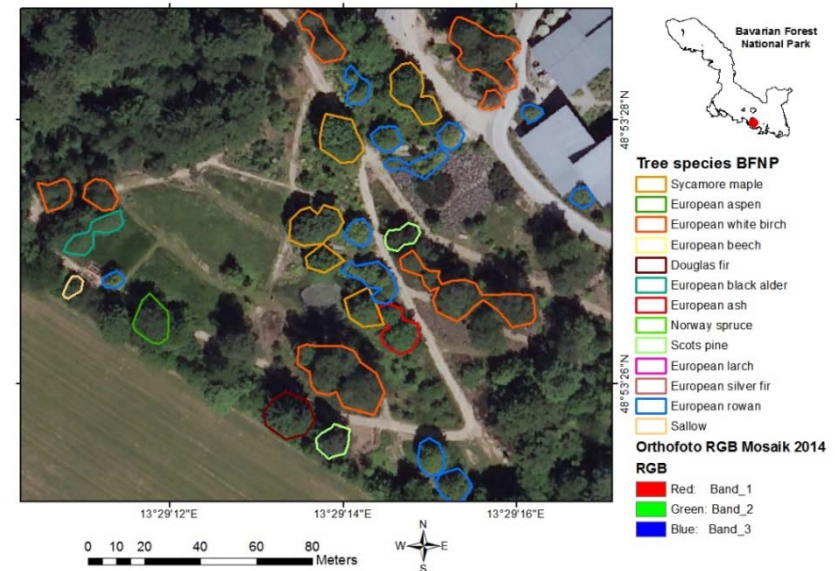 Bavarian Forest
National Park
48°53'28"N
48°53'26"N
13°29'12"E
13°29'14"E
13°29'16"E
Tree species BFNP
Sycamore maple
European aspen
European white birch
European beech
Douglas fir
European black alder
European ash
Norway spruce
Scots pine
European larch
European silver fir
European rowan
Sallow
Orthofoto RGB Mosaik 2014
RGB
Red: Band_1
Green: Band_2
Blue: Band_3
0 10 20 40 60 80
Meters
N
W E
S